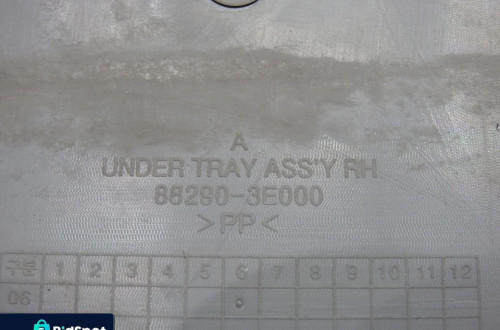 A
UNDER TRAY ASS'Y RH
88290-3E000
>PP<
구분 1 2 3 4 5 6 7 8 9 10 11 12
06
BidSpot